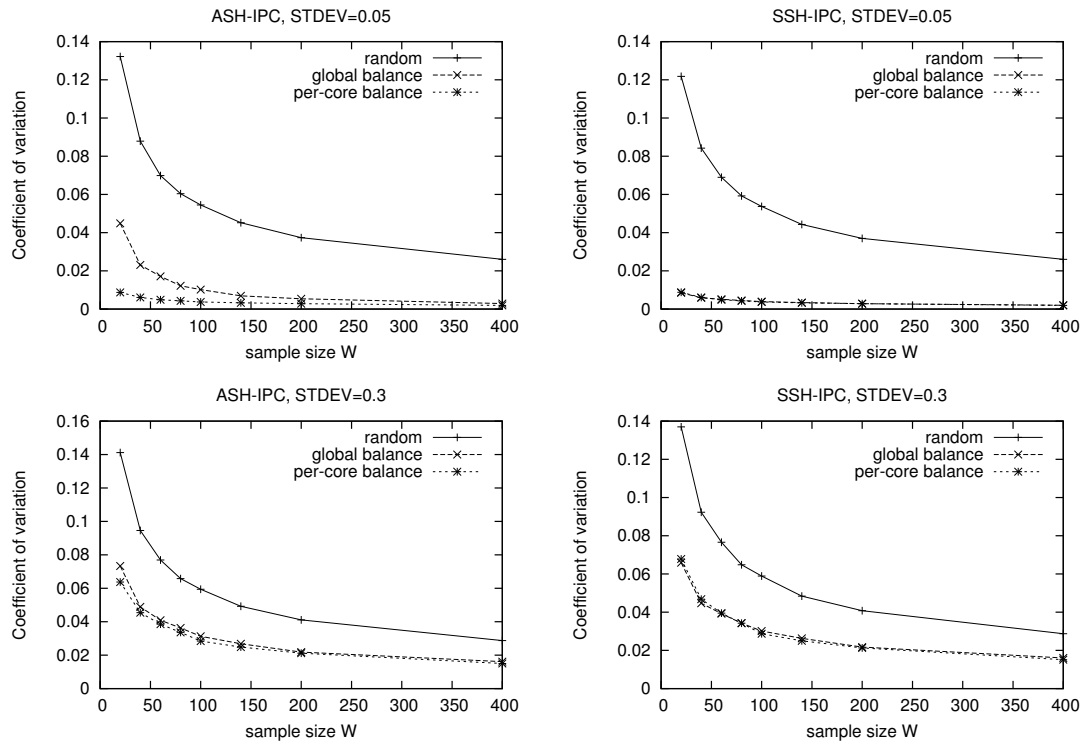 ASH-IPC, STDEV=0.05
0.14
0.12
0.1
0.08
0.06
0.04
0.02
0
Coefficient of variation
random
global balance
per-core balance
0 50 100 150 200 250 300 350 400
sample size W
SSH-IPC, STDEV=0.05
0.14
0.12
0.1
0.08
0.06
0.04
0.02
0
Coefficient of variation
random
global balance
per-core balance
0 50 100 150 200 250 300 350 400
sample size W
ASH-IPC, STDEV=0.3
0.16
0.14
0.12
0.1
0.08
0.06
0.04
0.02
0
Coefficient of variation
random
global balance
per-core balance
0 50 100 150 200 250 300 350 400
sample size W
SSH-IPC, STDEV=0.3
0.14
0.12
0.1
0.08
0.06
0.04
0.02
0
Coefficient of variation
random
global balance
per-core balance
0 50 100 150 200 250 300 350 400
sample size W